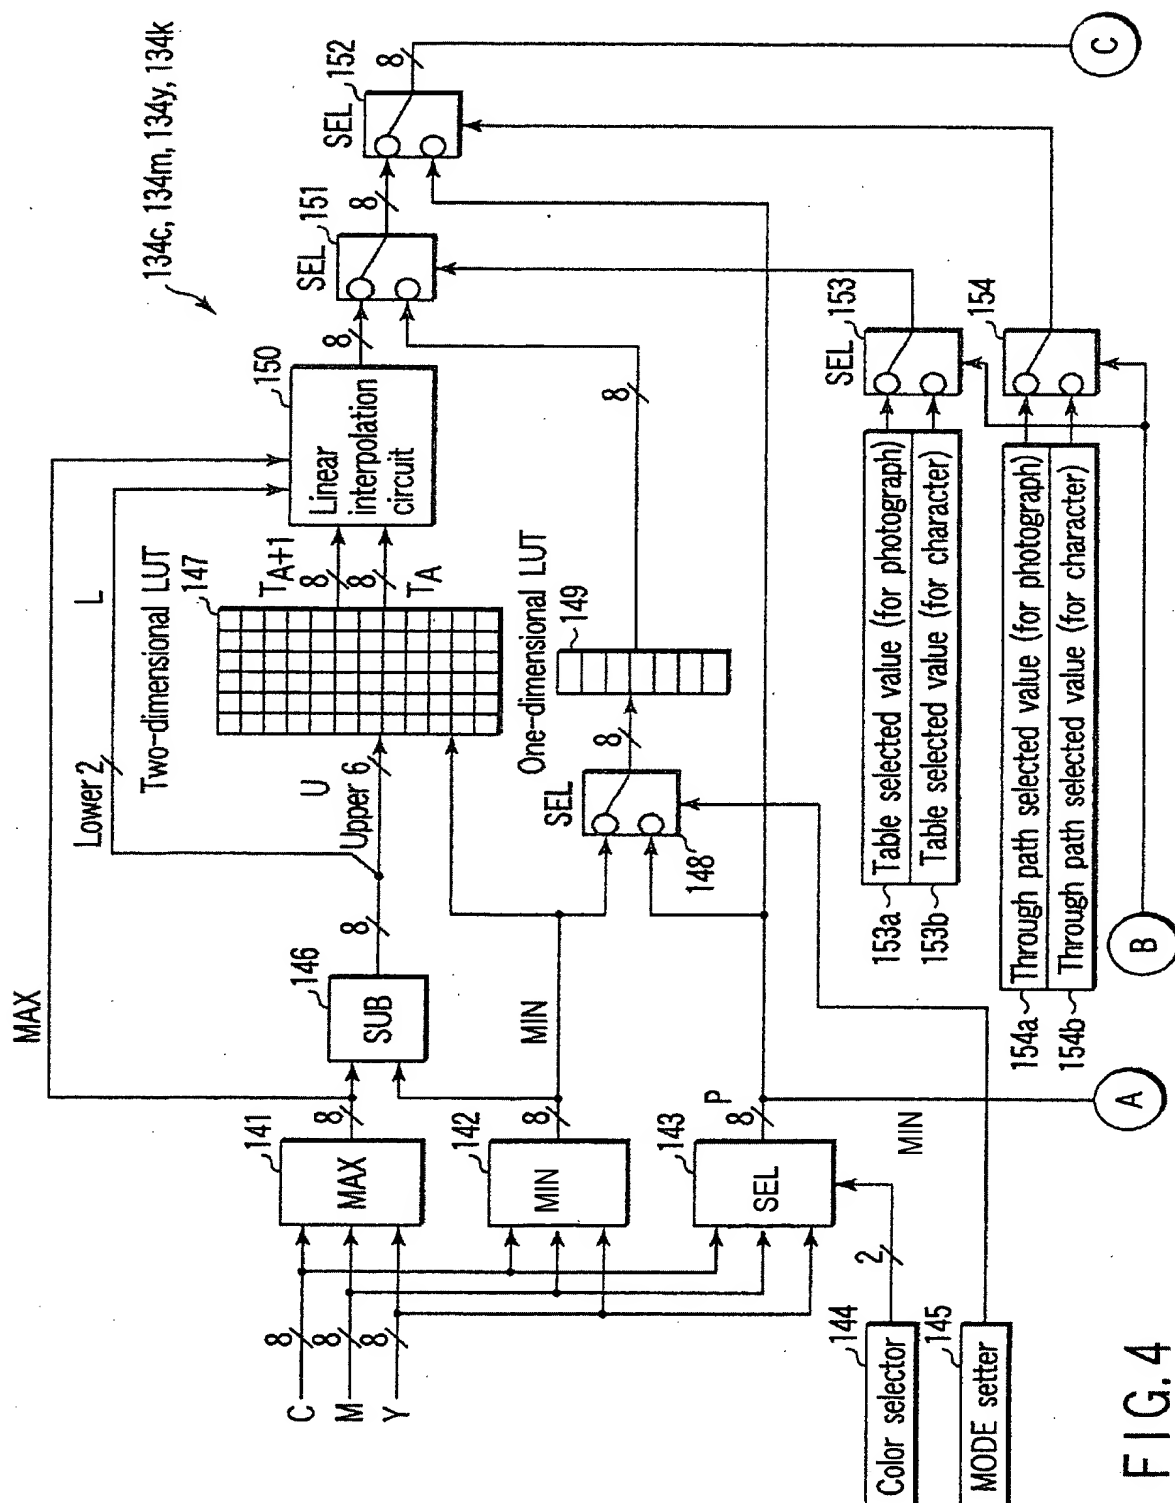 134c, 134m, 134y, 134k
MAX
L
Lower 2
Two-dimensional LUT
147
TA+1
8
8
TA
150
Linear
interpolation
circuit
8
SEL
151
8
SEL
152
8
C
C
M
Y
8
8
8
141
MAX
8
146
SUB
8
U
Upper 6
142
MIN
8
MIN
One-dimensional LUT
149
SEL
148
8
8
143
SEL
8
P
MIN
2
144
Color selector
145
MODE setter
SEL
153
153a
Table selected value (for photograph)
153b
Table selected value (for character)
154
154a
Through path selected value (for photograph)
154b
Through path selected value (for character)
A
B
FIG. 4